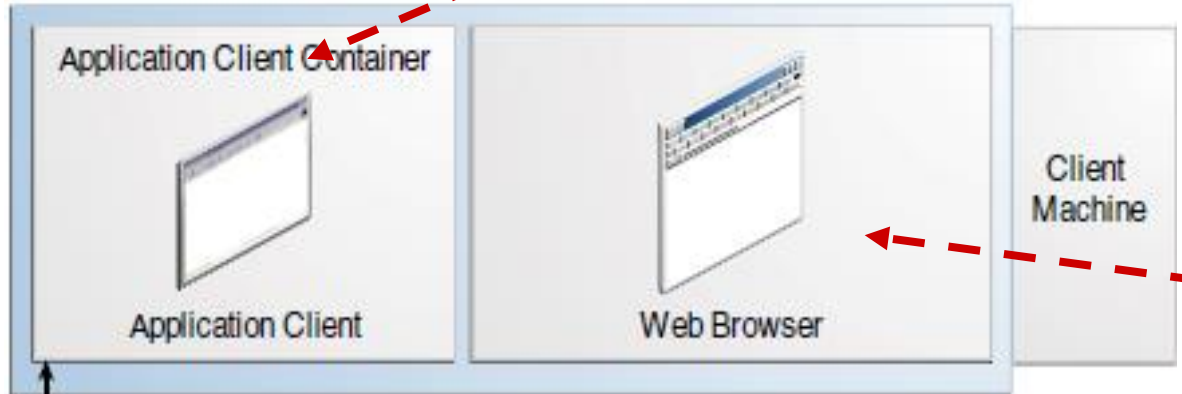 Application Client Container
Application Client
Web Browser
Client
Machine